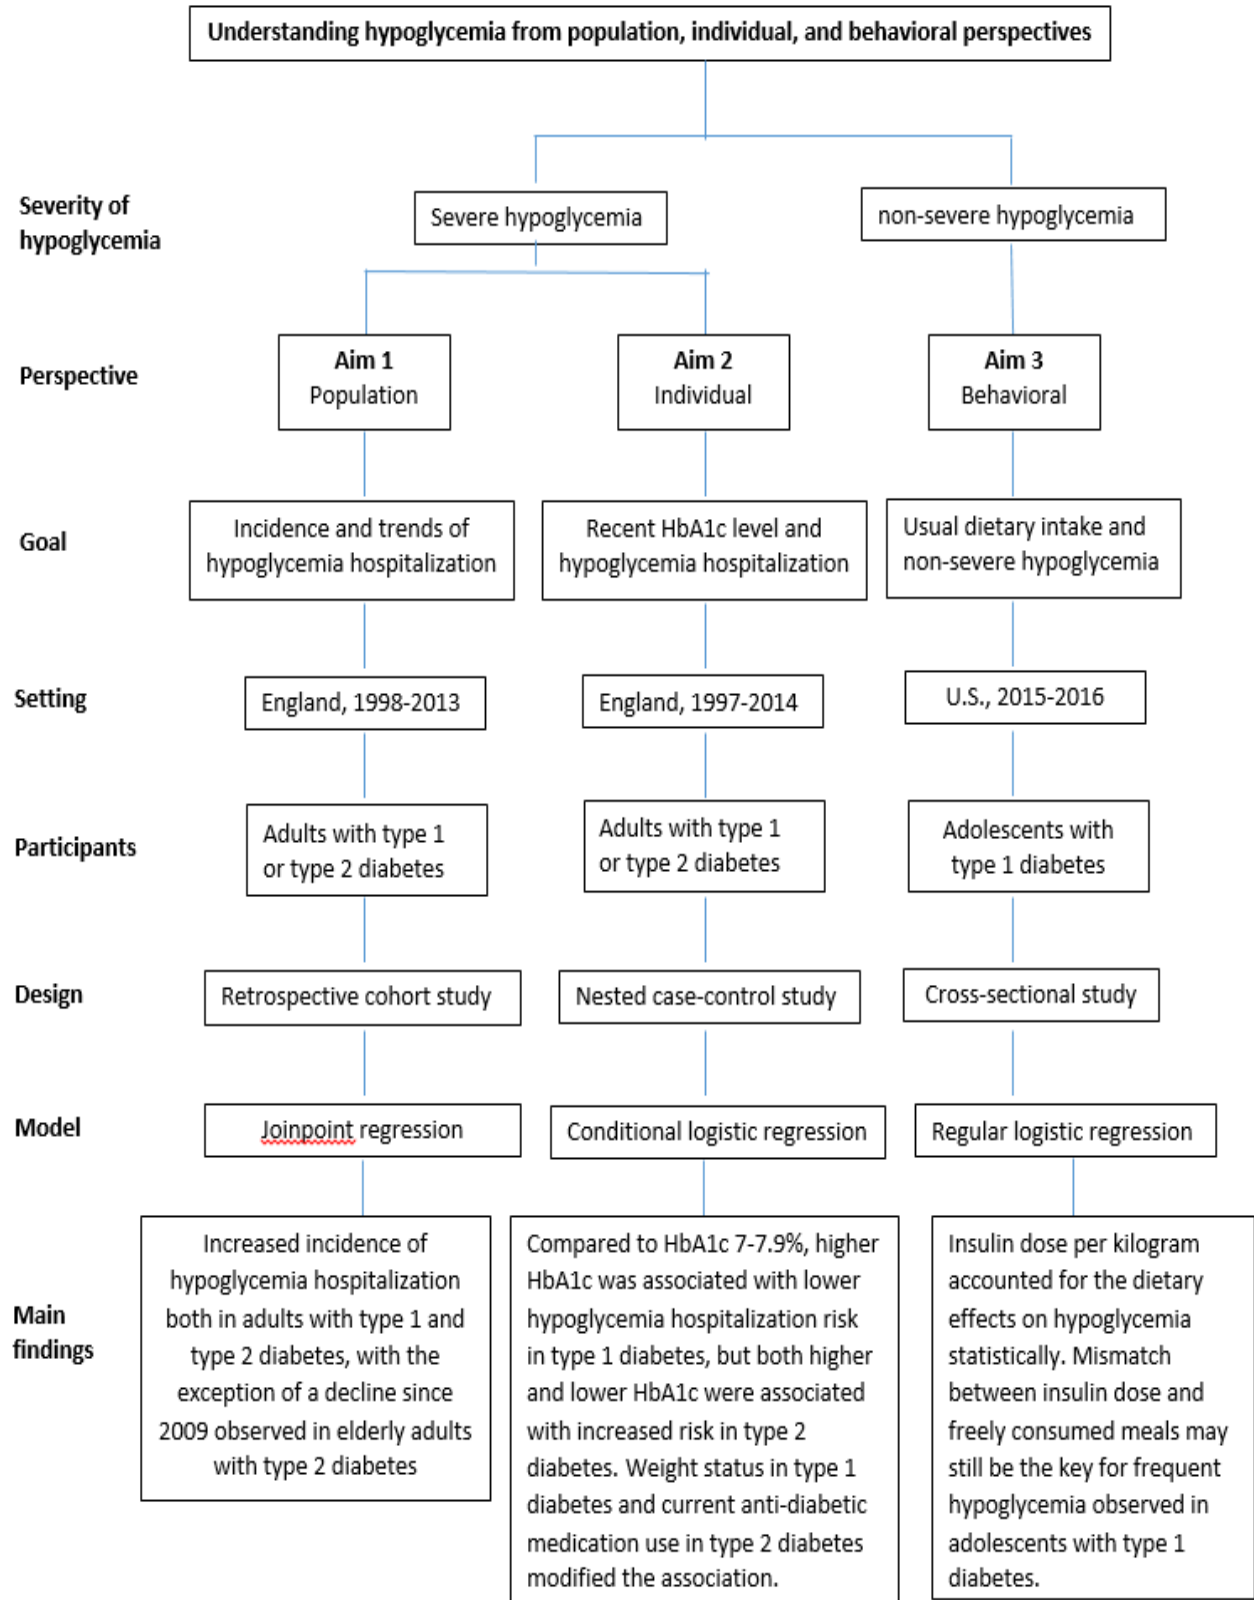 Understanding hypoglycemia from population, individual, and behavioral perspectives
Severity of
hypoglycemia
Severe hypoglycemia
non-severe hypoglycemia
Perspective
Aim 1
Population
Aim 2
Individual
Aim 3
Behavioral
Goal
Incidence and trends of
hypoglycemia hospitalization
Recent HbA1c level and
hypoglycemia hospitalization
Usual dietary intake and
non-severe hypoglycemia
Setting
England, 1998-2013
England, 1997-2014
U.S., 2015-2016
Participants
Adults with type 1
or type 2 diabetes
Adults with type 1
or type 2 diabetes
Adolescents with
type 1 diabetes
Design
Retrospective cohort study
Nested case-control study
Cross-sectional study
Model
Joinpoint regression
Conditional logistic regression
Regular logistic regression
Main
findings
Increased incidence of
hypoglycemia hospitalization
both in adults with type 1 and
type 2 diabetes, with the
exception of a decline since
2009 observed in elderly adults
with type 2 diabetes
Compared to HbA1c 7-7.9%, higher
HbA1c was associated with lower
hypoglycemia hospitalization risk
in type 1 diabetes, but both higher
and lower HbA1c were associated
with increased risk in type 2
diabetes. Weight status in type 1
diabetes and current anti-diabetic
medication use in type 2 diabetes
modified the association.
Insulin dose per kilogram
accounted for the dietary
effects on hypoglycemia
statistically. Mismatch
between insulin dose and
freely consumed meals may
still be the key for frequent
hypoglycemia observed in
adolescents with type 1
diabetes.